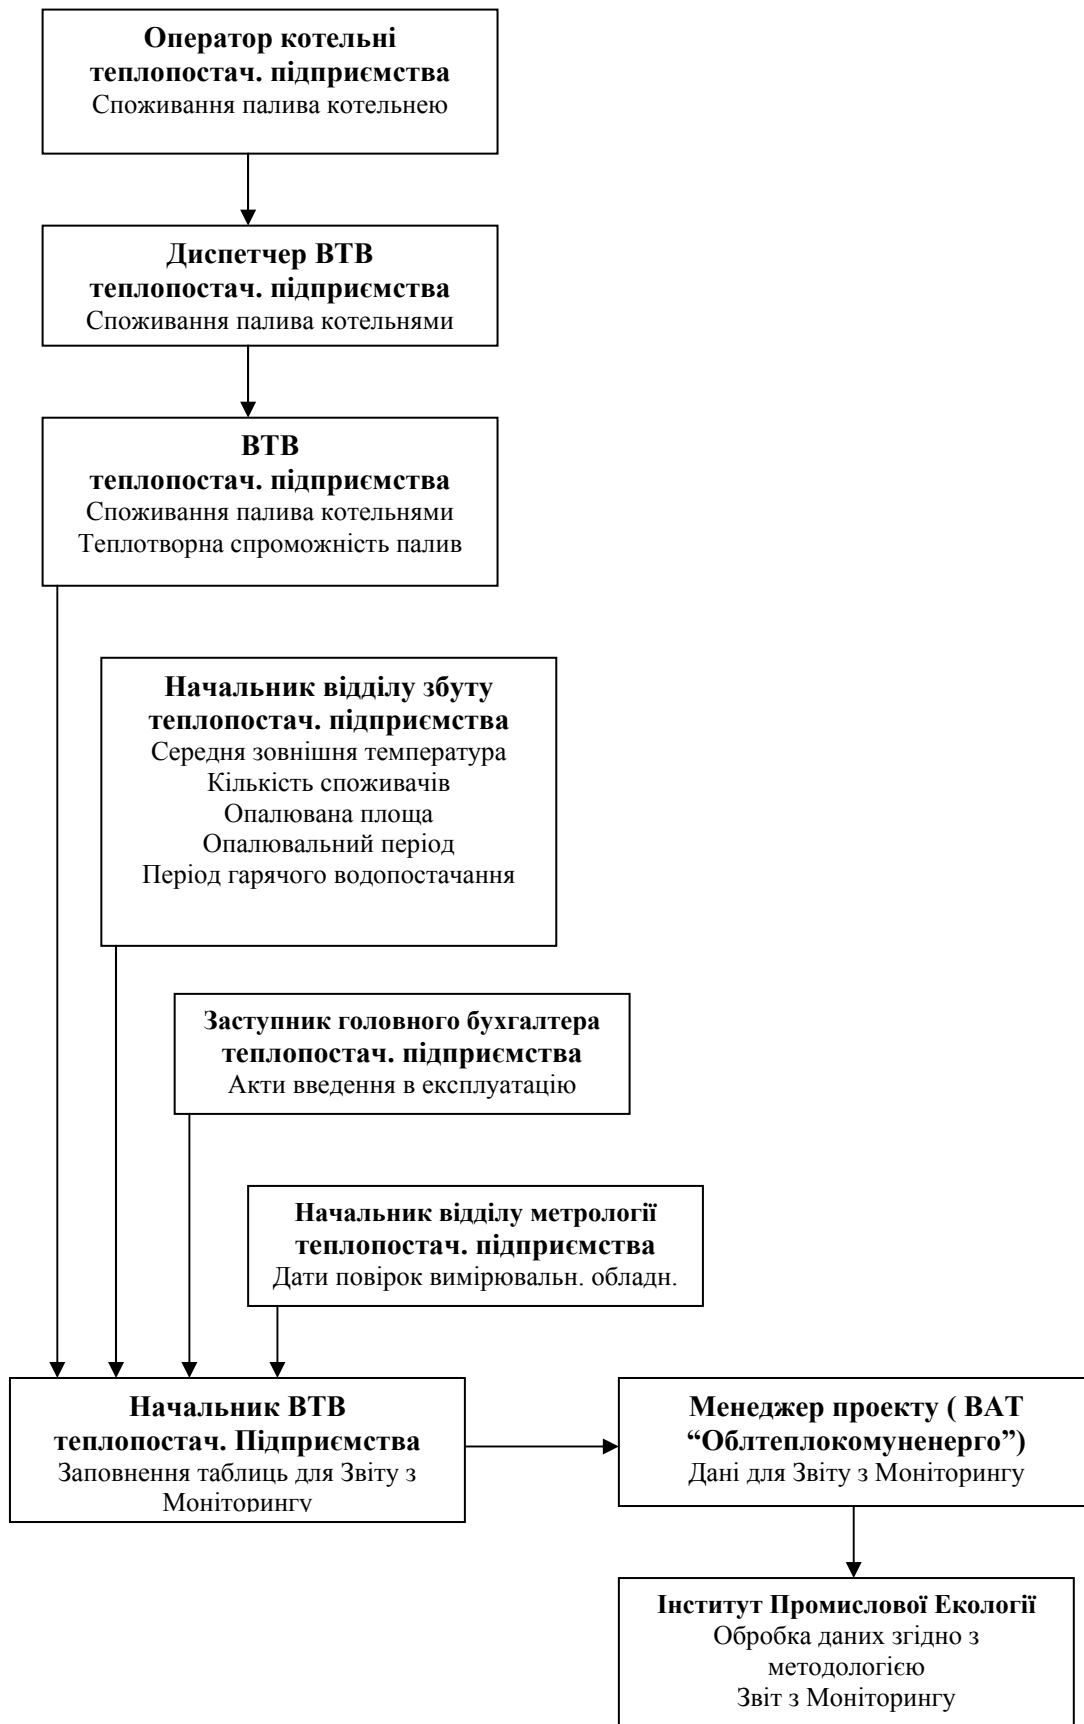 Оператор котельні
теплопостач. підприємства
Споживання палива котельнею
Диспетчер ВТВ
теплопостач. підприємства
Споживання палива котельнями
ВТВ
теплопостач. підприємства
Споживання палива котельнями
Теплотворна спроможність палив
Начальник відділу збуту
теплопостач. підприємства
Середня зовнішня температура
Кількість споживачів
Опалювана площа
Опалювальний період
Період гарячого водопостачання
Заступник головного бухгалтера
теплопостач. підприємства
Акти введення в експлуатацію
Начальник відділу метрології
теплопостач. підприємства
Дати повірок вимірювальн. обладн.
Начальник ВТВ
теплопостач. Підприємства
Заповнення таблиць для Звіту з
Моніторингу
Менеджер проекту ( ВАТ
“Облтеплокомуненерго”)
Дані для Звіту з Моніторингу
Інститут Промислової Екології
Обробка даних згідно з
методологією
Звіт з Моніторингу